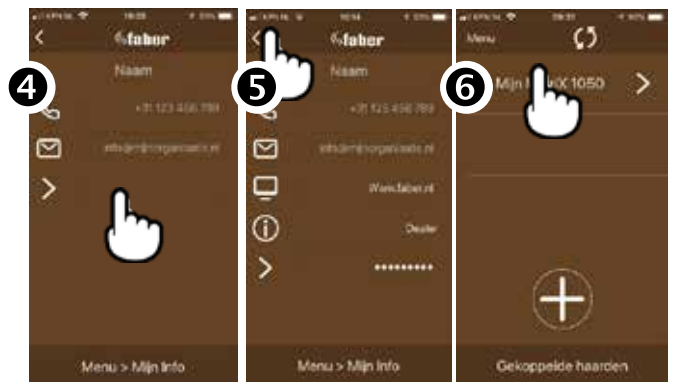 4
faber
Naam
+31 123 456 789
info@mijnorganisatie.nl
Menu > Mijn Info
5
faber
Naam
+31 123 456 789
info@mijnorganisatie.nl
Www.faber.nl
Dealer
•••••••••
Menu > Mijn Info
6
Menu
Mijn 1050
Gekoppelde haarden